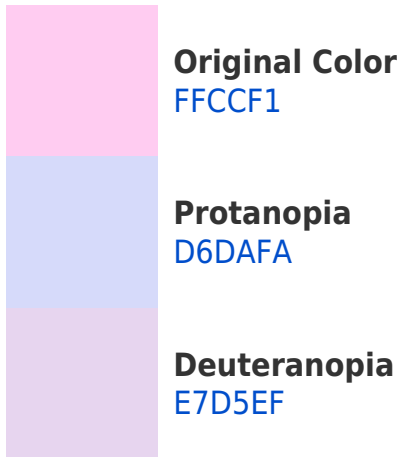 Original Color
FFCCF1
Protanopia
D6DAFA
Deuteranopia
E7D5EF